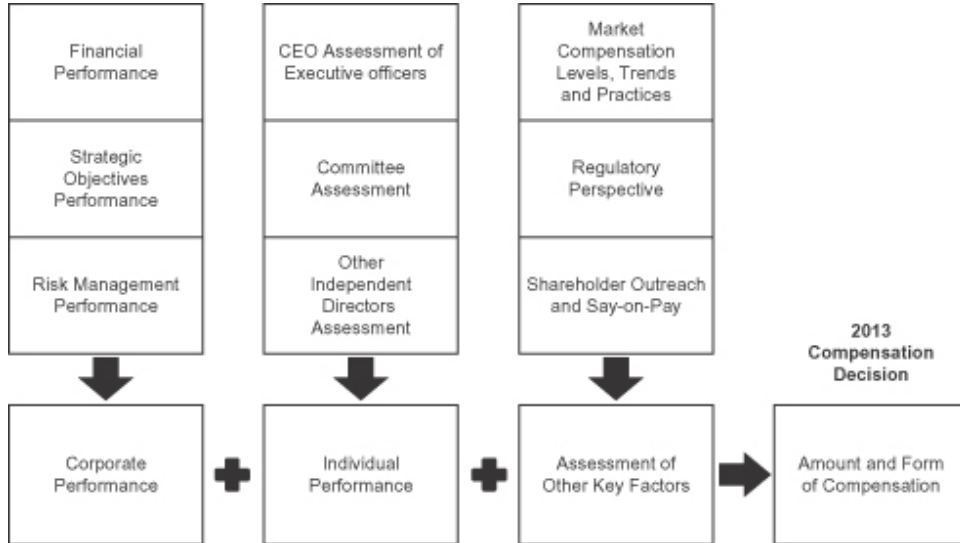 Financial
Performance
Strategic
Objectives
Performance
Risk Management
Performance
Corporate
Performance
CEO Assessment of
Executive officers
Committee
Assessment
Other
Independent
Directors
Assessment
Individual
Performance
Market
Compensation
Levels, Trends
and Practices
Regulatory
Perspective
Shareholder Outreach
and Say-on-Pay
Assessment of
Other Key Factors
2013
Compensation
Decision
Amount and Form
of Compensation